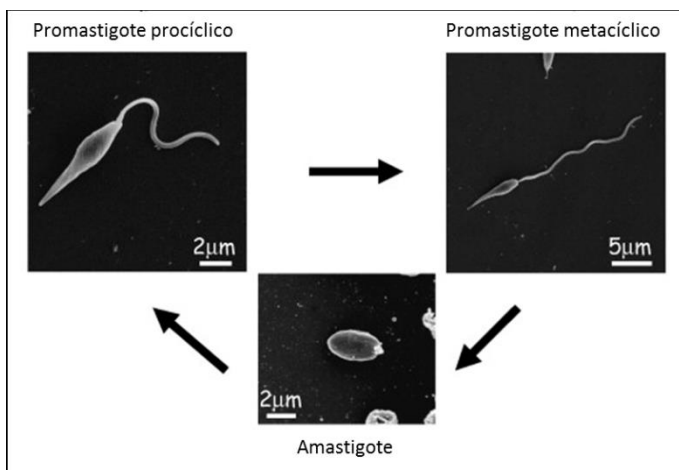 Promastigote procíclico
Promastigote metacíclico
2µm
5µm
2µm
Amastigote